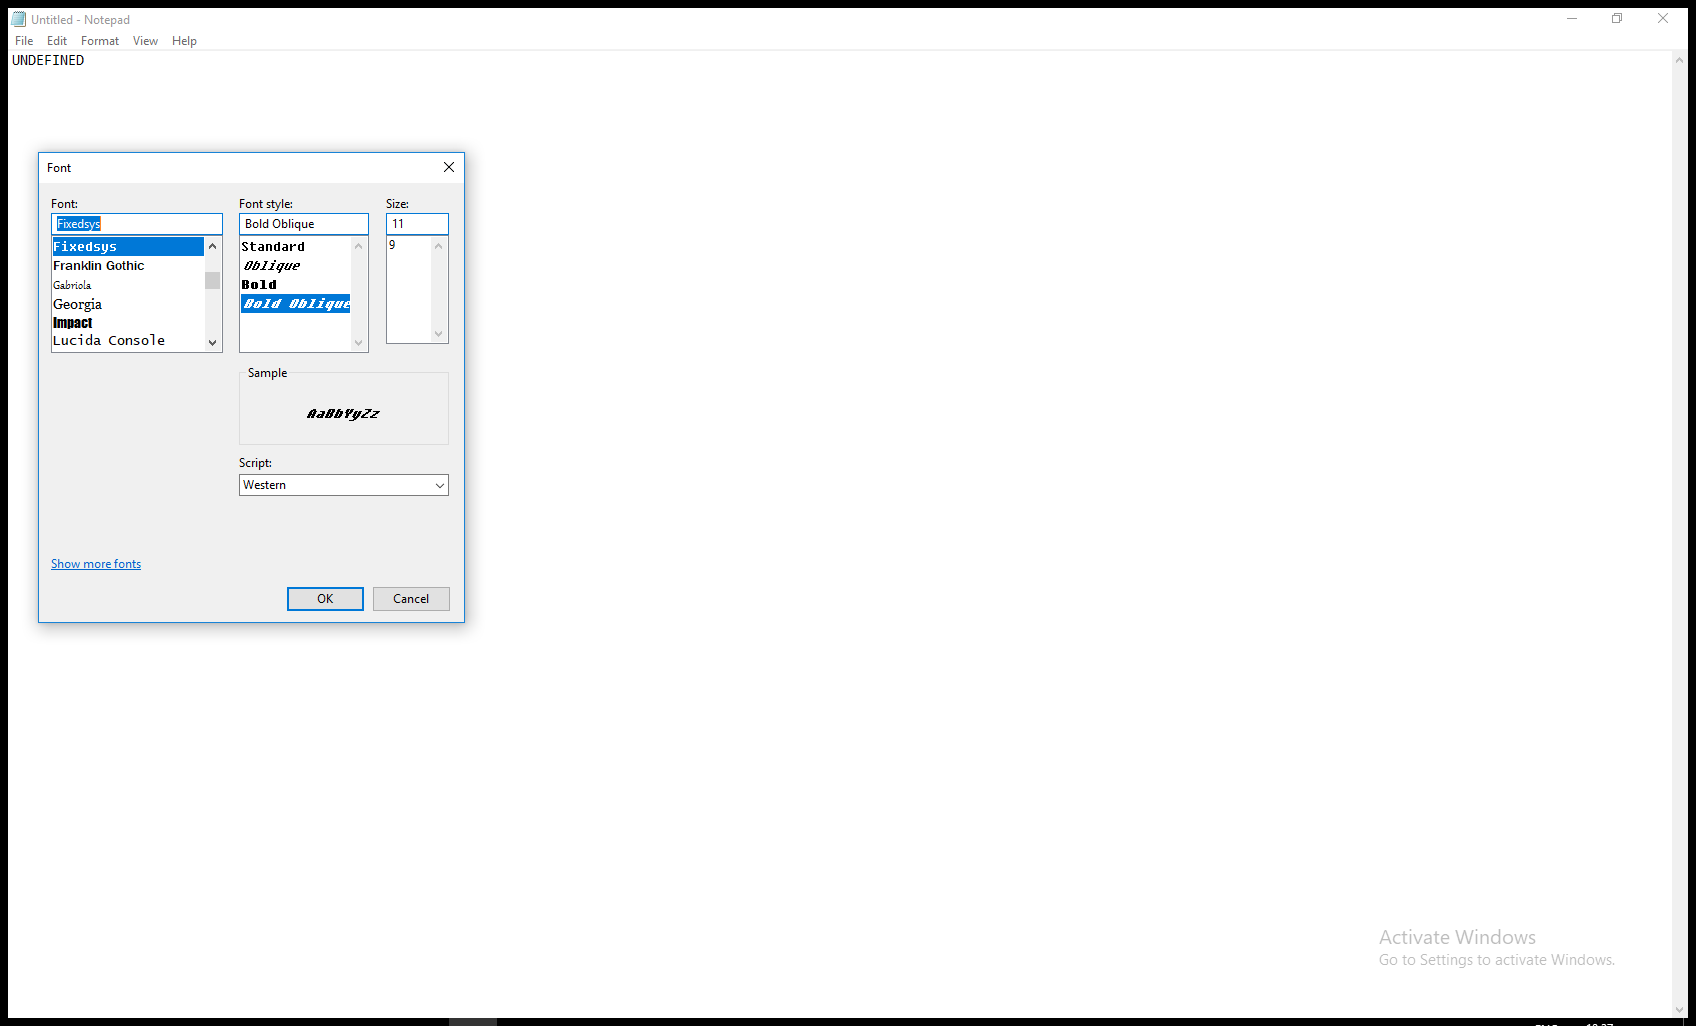 Untitled - Notepad
File Edit Format View Help
UNDEFINED
Font
Font: Font style: Size:
Fixedsys Bold Oblique 11
Fixedsys Standard 9
Franklin Gothic Oblique
Gabriola Bold
Georgia Bold Oblique
Impact
Lucida Console
Sample
AaBbYyZz
Script:
Western
Show more fonts
OK Cancel
Activate Windows
Go to Settings to activate Windows.